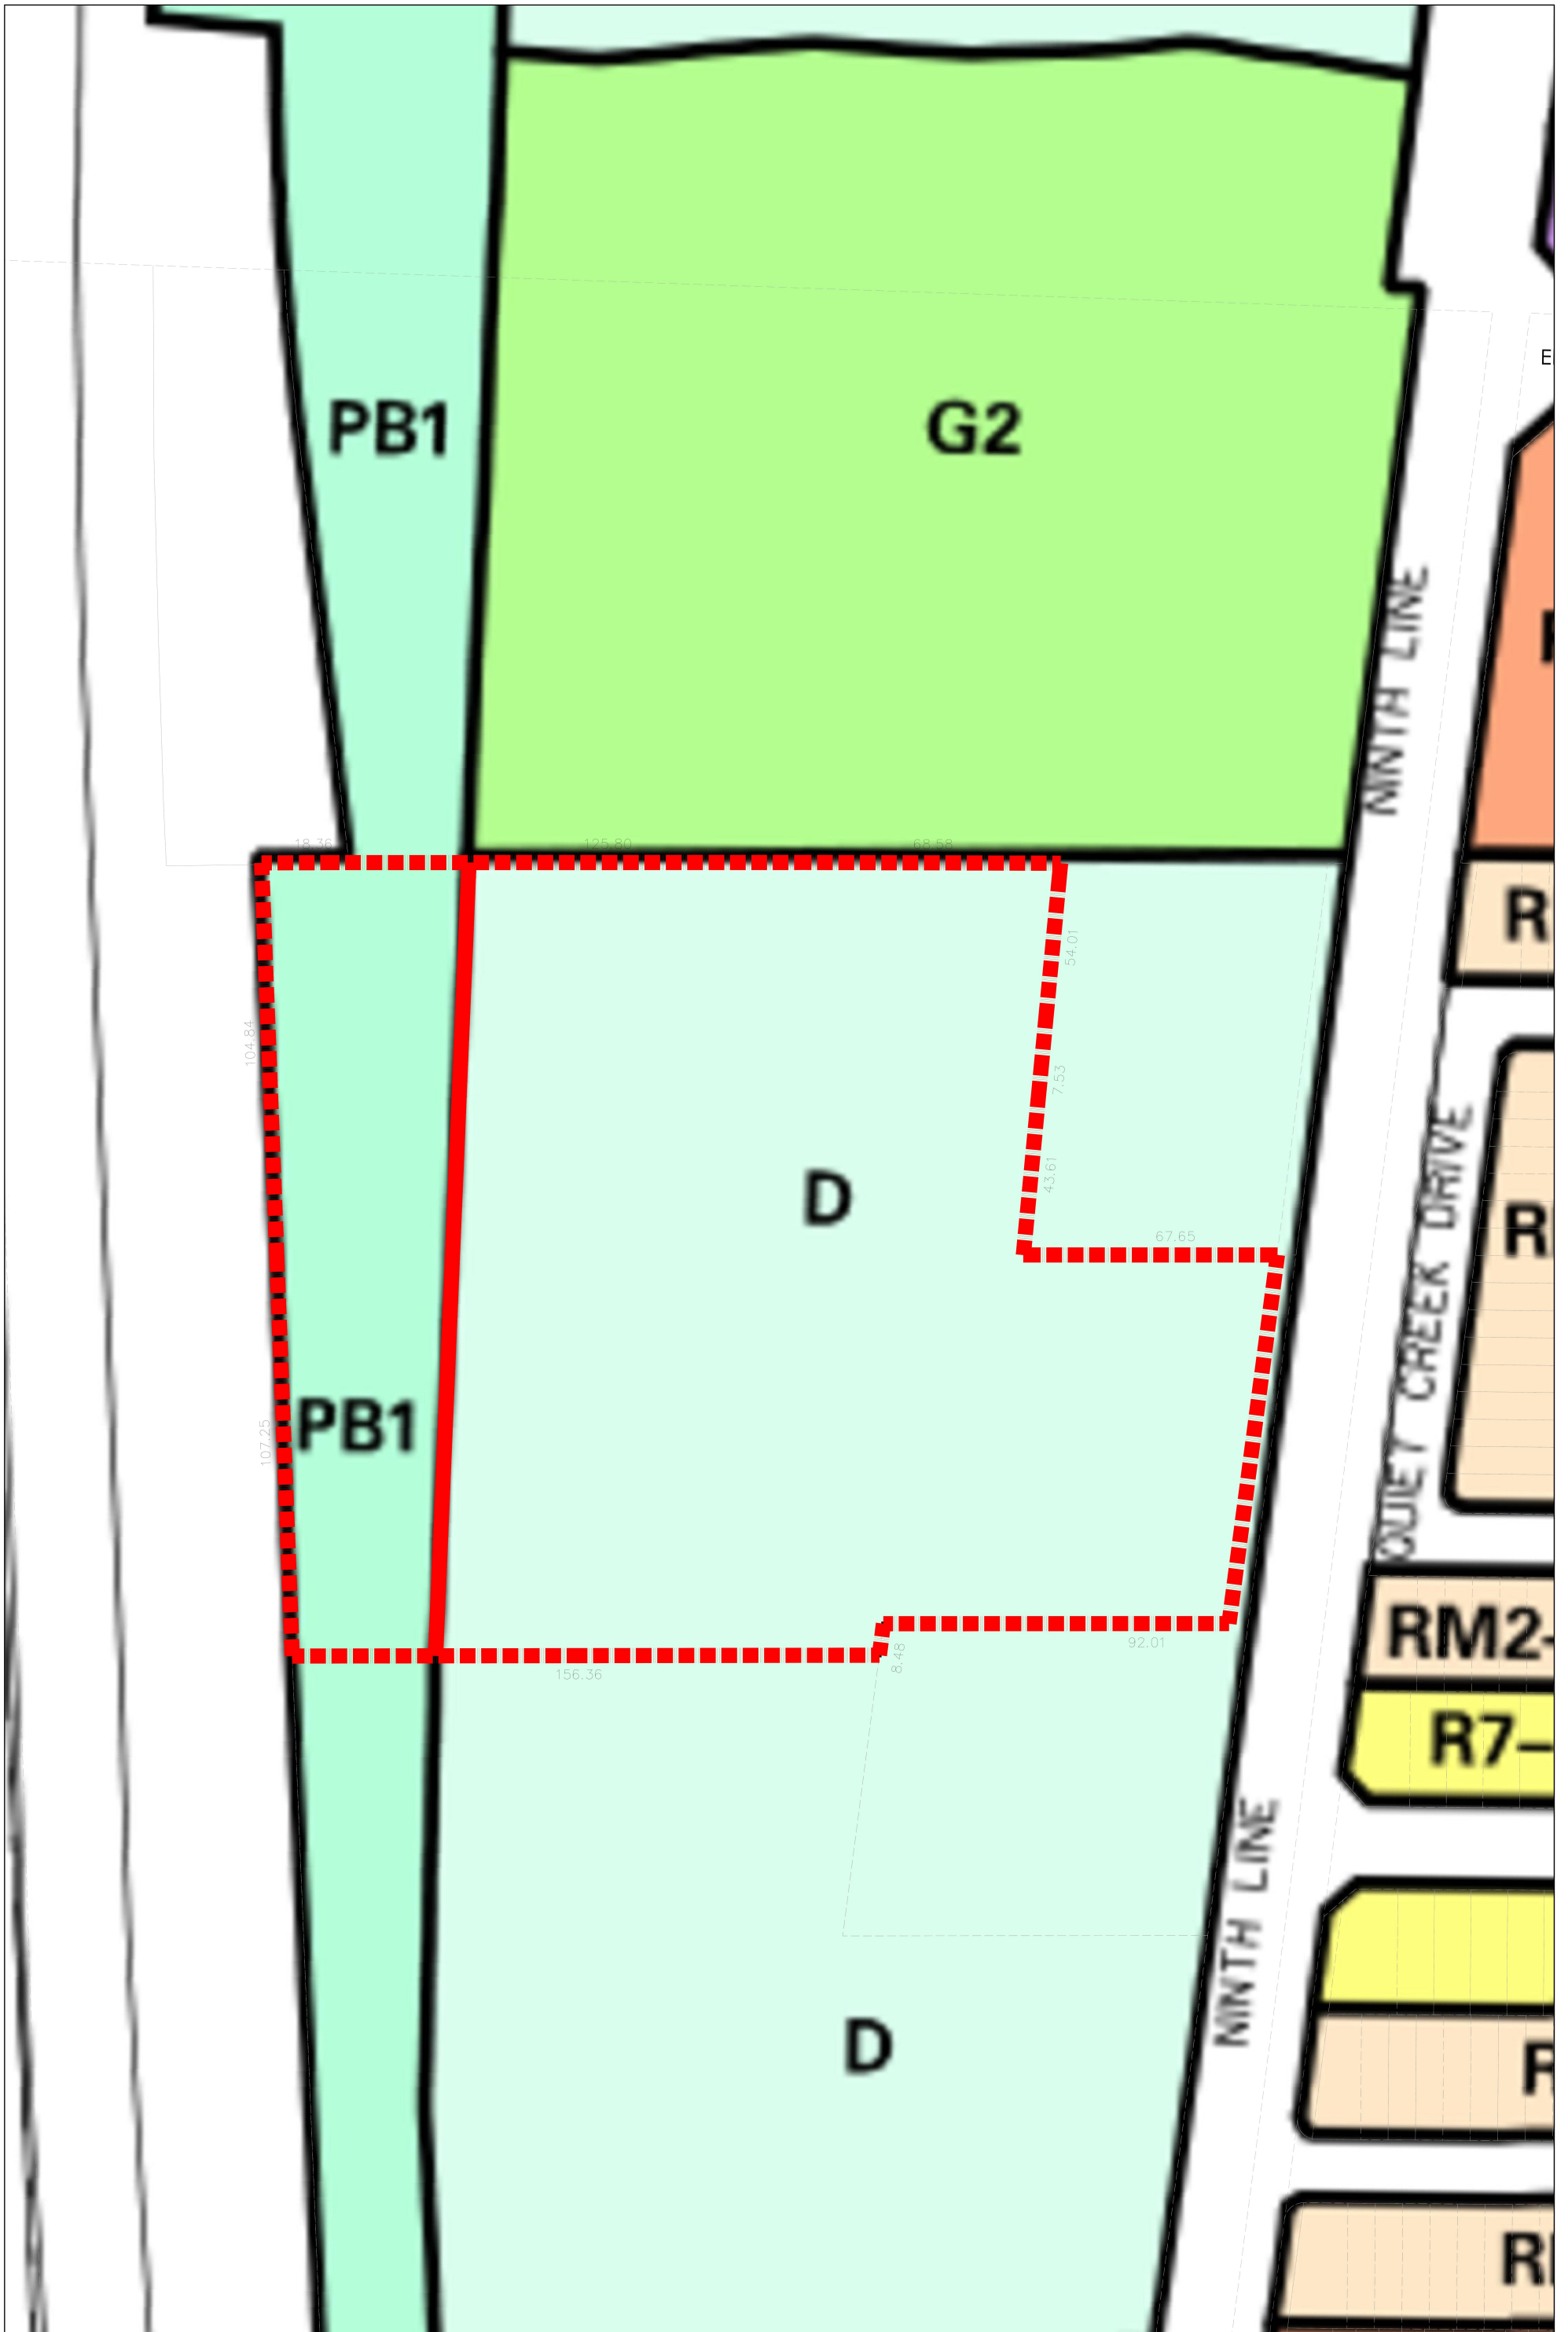 E
PB1
G2
NINTH LINE
18.36
125.80
68.58
R
54.01
104.84
7.53
43.61
D
R
67.65
QUIET CREEK DRIVE
PB1
107.25
RM2-
92.01
8.48
156.36
R7–
NINTH LINE
D